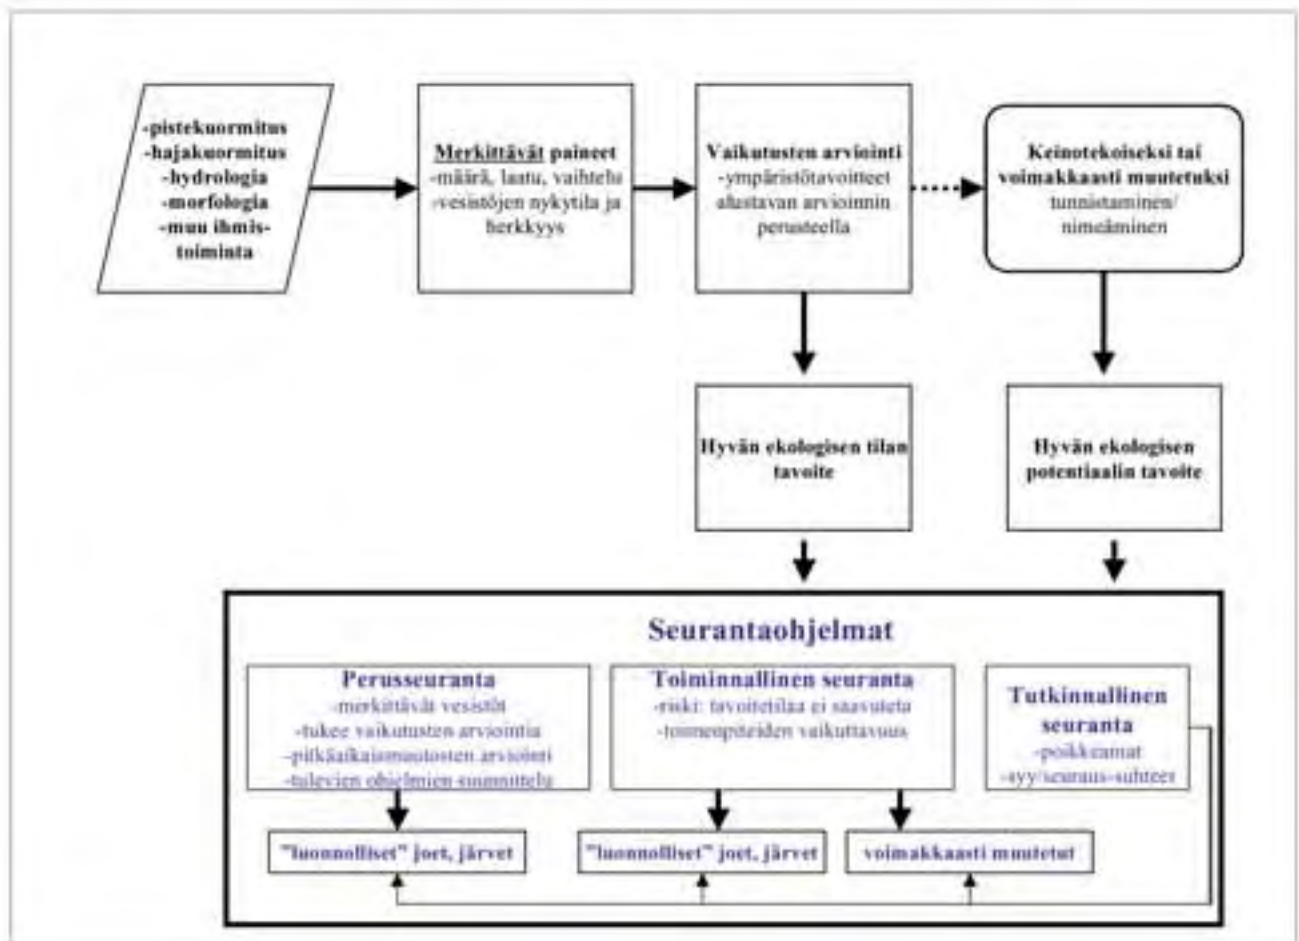 -pistekuormitus
-hajakuormitus
-hydrologia
-morfologia
-muu ihmis-
toiminta
Merkittävät paineet
-määrä, laatu, vaihtelu
-vesistöjen nykytila ja
herkkyys
Vaikutusten arviointi
-ympäristötavoitteet
alustavan arvioinnin
perusteella
Keinotekoiseksi tai
voimakkaasti muutetuksi
tunnistaminen/
nimeäminen
Hyvän ekologisen tilan
tavoite
Hyvän ekologisen
potentiaalin tavoite
Seurantaohjelmat
Perusseuranta
-merkittävät vesistöt
-tukee vaikutusten arviointia
-pitkäaikaismuutosten arviointi
-tulevien ohjelmien suunnittelu
Toiminnallinen seuranta
-riski: tavoitetilaa ei saavuteta
-toimenpiteiden vaikuttavuus
Tutkinnallinen
seuranta
-poikkeamat
-syy/seuraus-suhteet
"luonnolliset" joet, järvet
"luonnolliset" joet, järvet
voimakkaasti muutetut